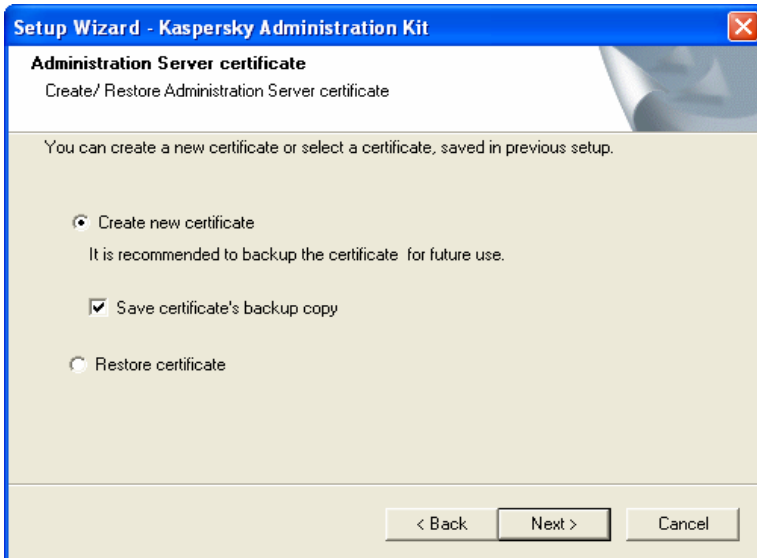 Setup Wizard - Kaspersky Administration Kit
Administration Server certificate
Create/ Restore Administration Server certificate
You can create a new certificate or select a certificate, saved in previous setup.
Create new certificate
It is recommended to backup the certificate for future use.
Save certificate's backup copy
Restore certificate
< Back Next > Cancel